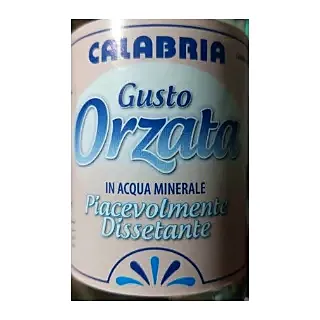 CALABRIA
Gusto
Orzata
IN ACQUA MINERALE
Piacevolmente
Dissetante